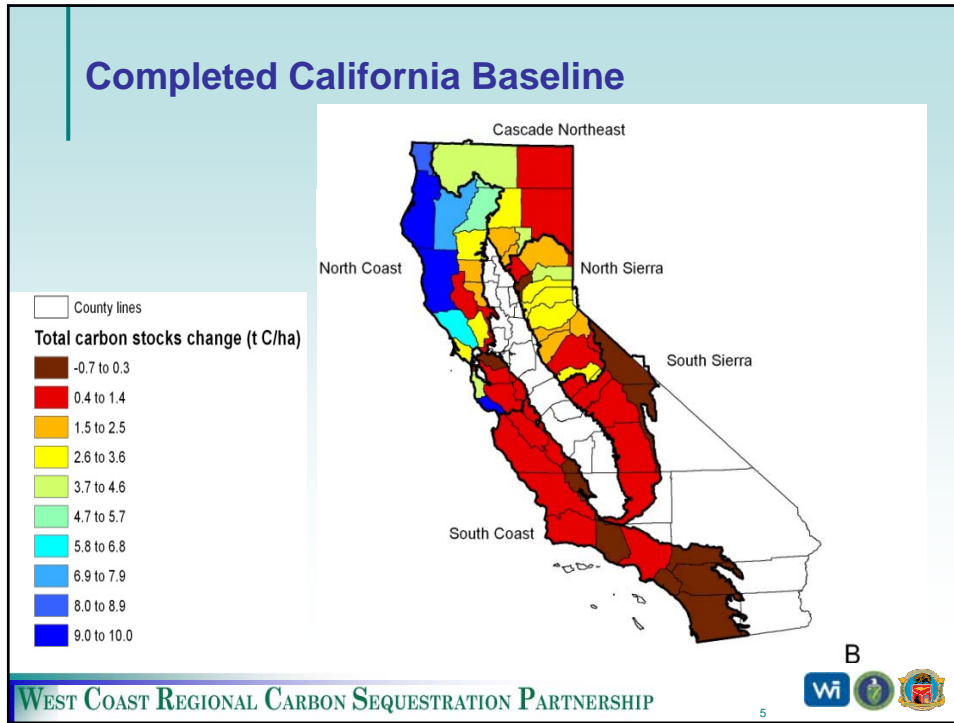 Completed California Baseline
Cascade Northeast
North Coast
North Sierra
South Sierra
South Coast
County lines
Total carbon stocks change (t C/ha)
-0.7 to 0.3
0.4 to 1.4
1.5 to 2.5
2.6 to 3.6
3.7 to 4.6
4.7 to 5.7
5.8 to 6.8
6.9 to 7.9
8.0 to 8.9
9.0 to 10.0
B
WEST COAST REGIONAL CARBON SEQUESTRATION PARTNERSHIP
5
Wi